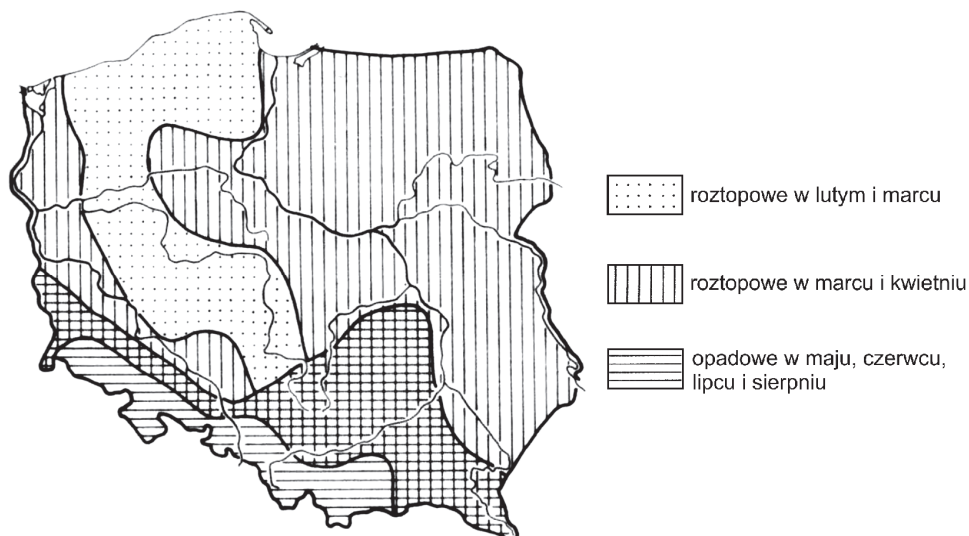 roztopowe w lutym i marcu
roztopowe w marcu i kwietniu
opadowe w maju, czerwcu,
lipcu i sierpniu